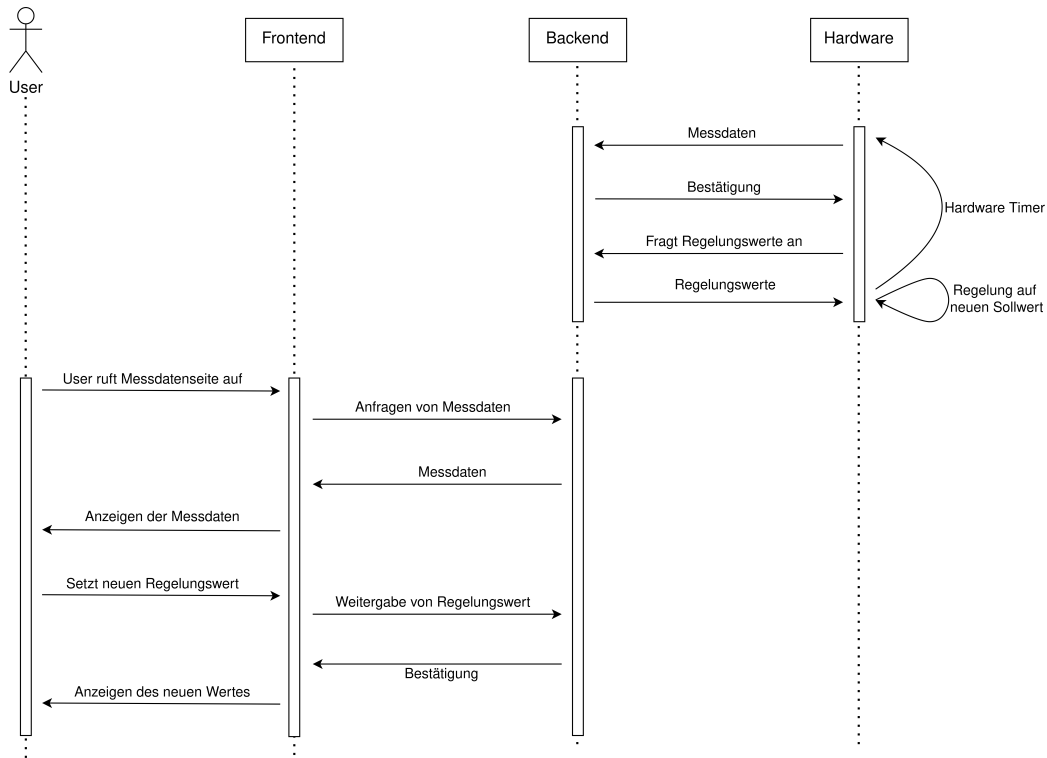 User
Frontend
Backend
Hardware
Messdaten
Bestätigung
Hardware Timer
Fragt Regelungswerte an
Regelungswerte
Regelung auf
neuen Sollwert
User ruft Messdatenseite auf
Anfragen von Messdaten
Messdaten
Anzeigen der Messdaten
Setzt neuen Regelungswert
Weitergabe von Regelungswert
Bestätigung
Anzeigen des neuen Wertes